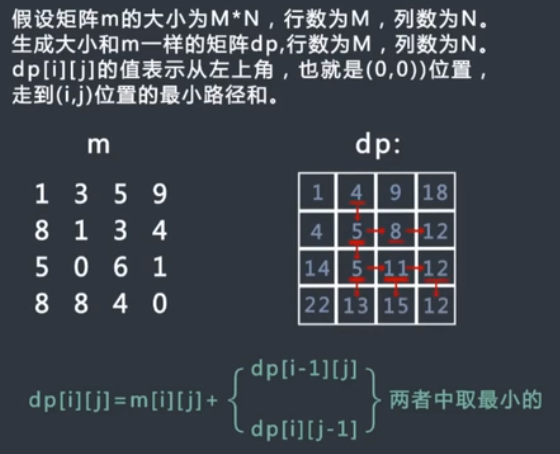 假设矩阵m的大小为M*N，行数为M，列数为N。
生成大小和m一样的矩阵dp,行数为M，列数为N。
dp[i][j]的值表示从左上角，也就是(0,0))位置，
走到(i,j)位置的最小路径和。
m
dp:
1 3 5 9
8 1 3 4
5 0 6 1
8 8 4 0
1 4 9 18
4 5 8 12
14 5 11 12
22 13 15 12
dp[i][j]=m[i][j]+
dp[i-1][j]
dp[i][j-1]
两者中取最小的